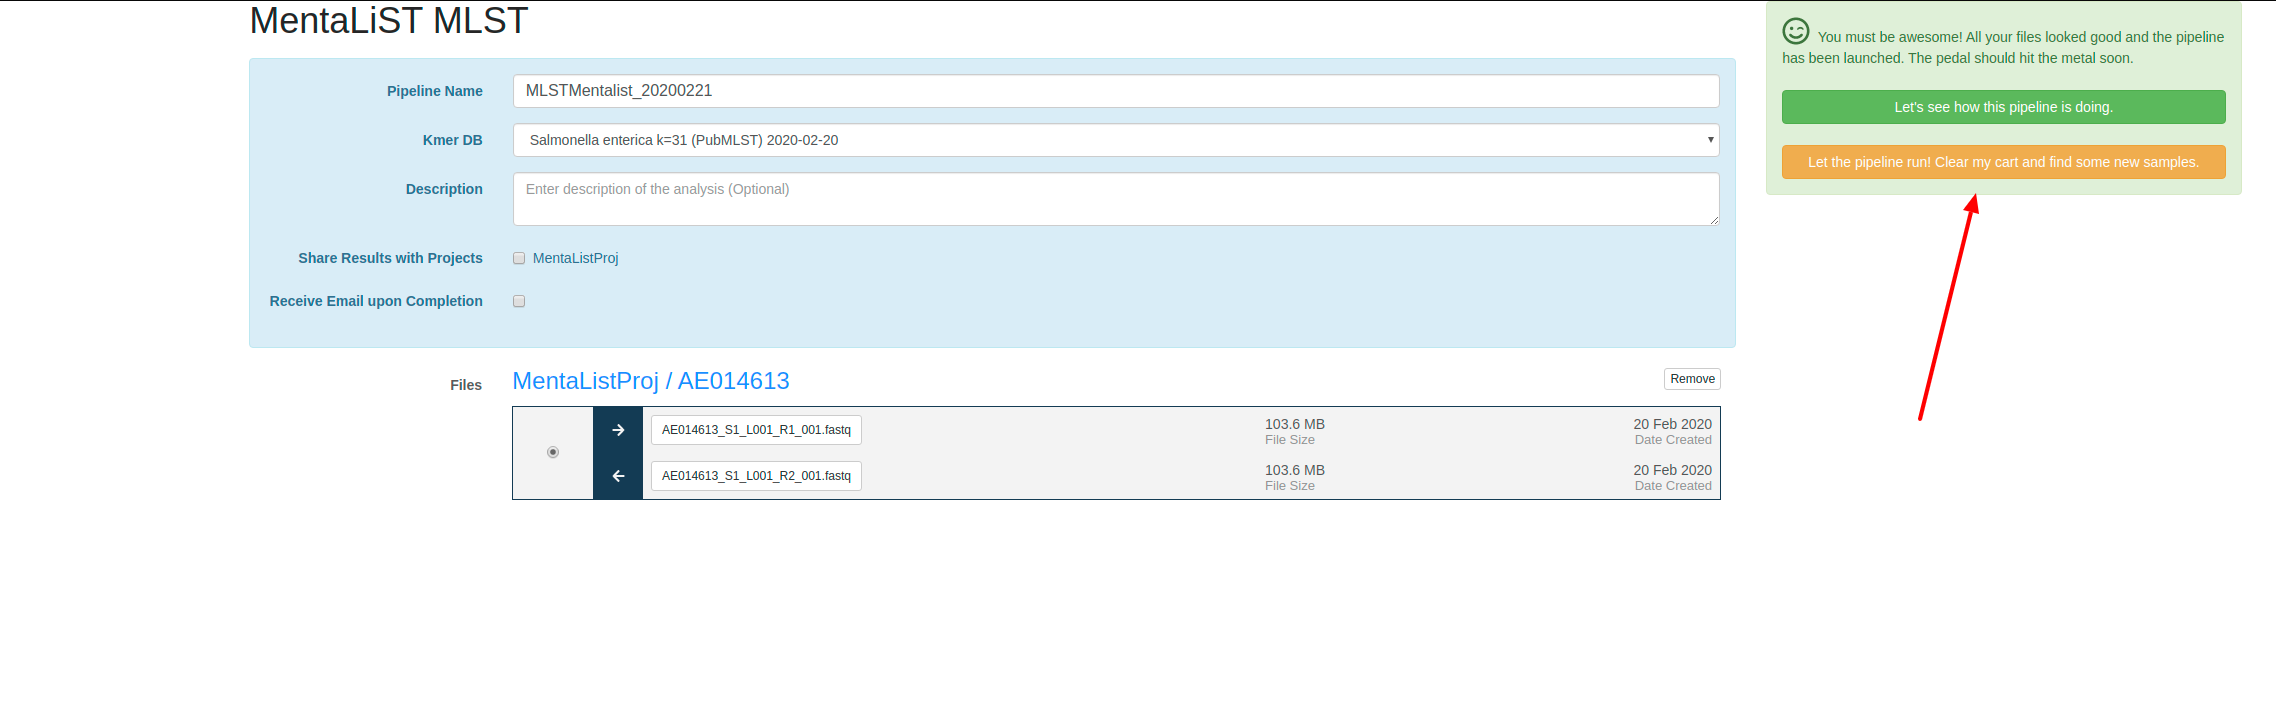 MentaLiST MLST
Pipeline Name
MLSTMentalist_20200221
Kmer DB
Salmonella enterica k=31 (PubMLST) 2020-02-20
Description
Enter description of the analysis (Optional)
Share Results with Projects
MentaListProj
Receive Email upon Completion
Files
MentaListProj / AE014613
Remove
AE014613_S1_L001_R1_001.fastq
103.6 MB
File Size
20 Feb 2020
Date Created
AE014613_S1_L001_R2_001.fastq
103.6 MB
File Size
20 Feb 2020
Date Created
You must be awesome! All your files looked good and the pipeline
has been launched. The pedal should hit the metal soon.
Let's see how this pipeline is doing.
Let the pipeline run! Clear my cart and find some new samples.